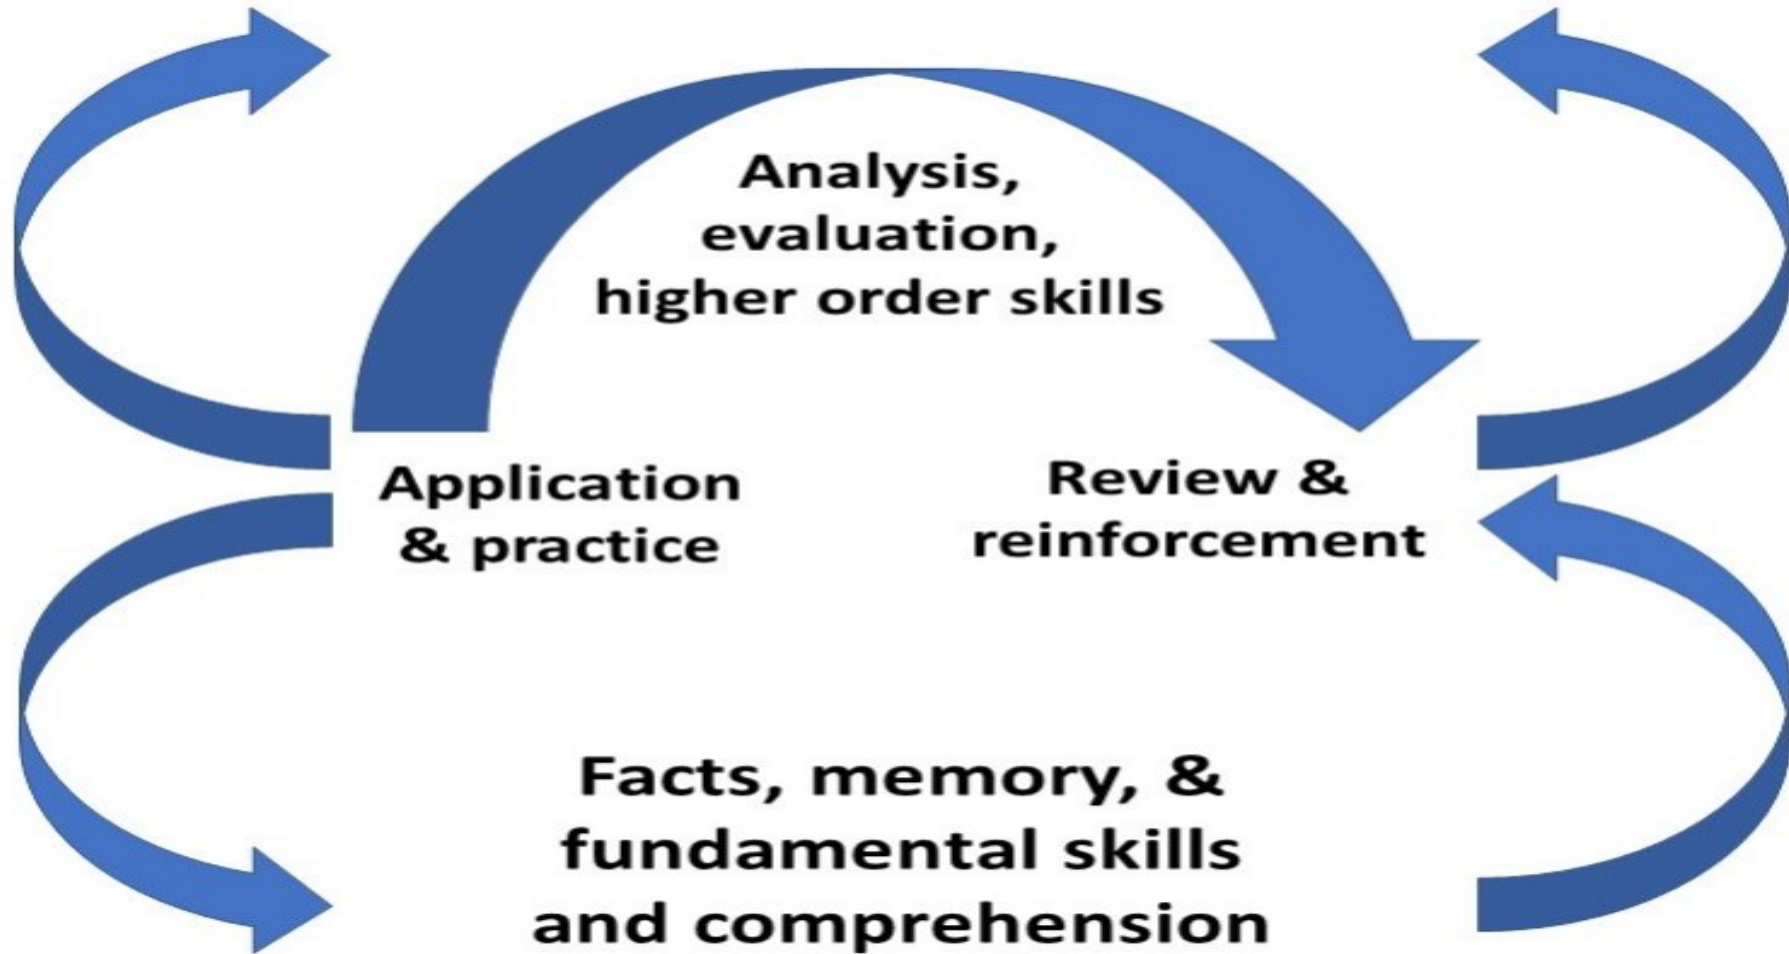 Analysis,
evaluation,
higher order skills
Application
& practice
Review &
reinforcement
Facts, memory, &
fundamental skills
and comprehension